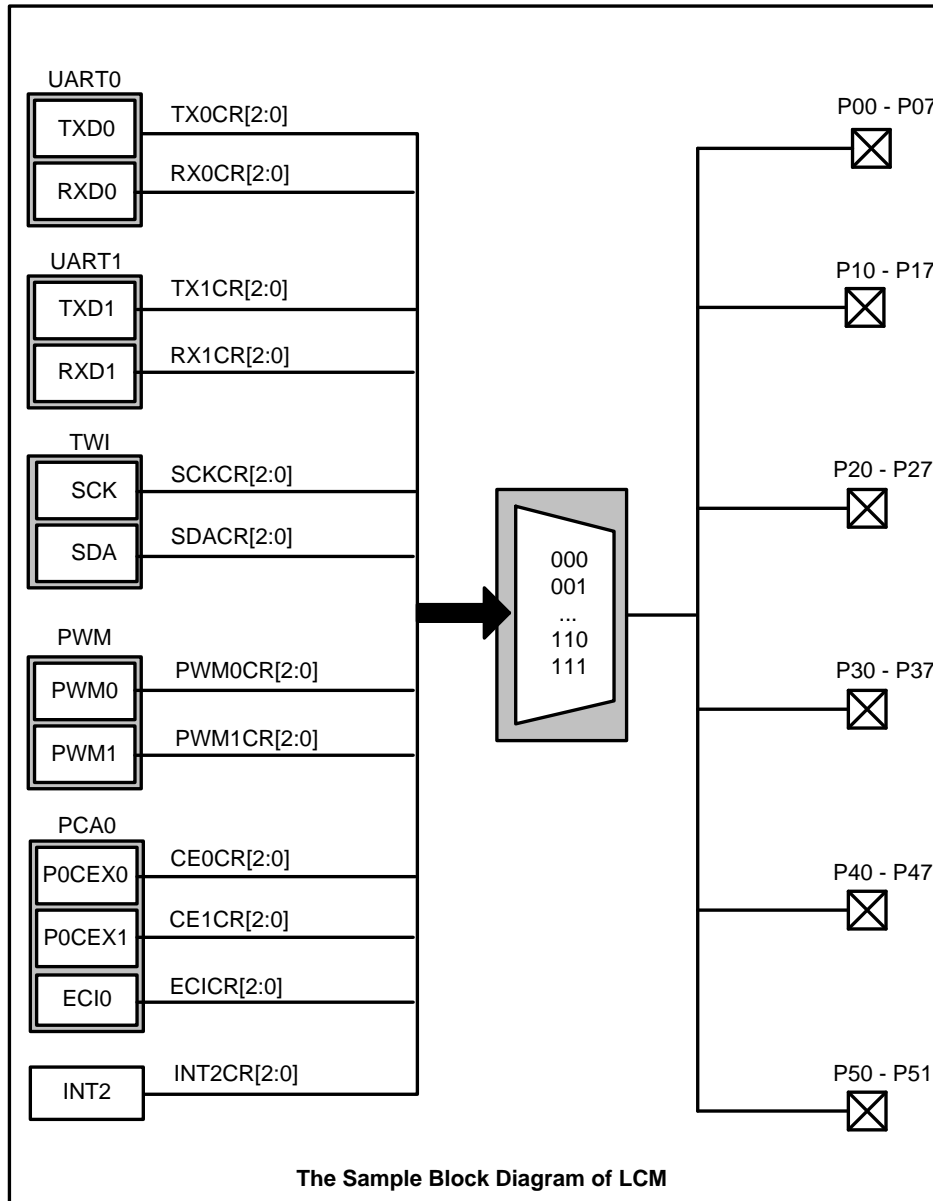 UART0
TXD0
TX0CR[2:0]
RXD0
RX0CR[2:0]
UART1
TXD1
TX1CR[2:0]
RXD1
RX1CR[2:0]
TWI
SCK
SCKCR[2:0]
SDA
SDACR[2:0]
PWM
PWM0
PWM0CR[2:0]
PWM1
PWM1CR[2:0]
PCA0
P0CEX0
CE0CR[2:0]
P0CEX1
CE1CR[2:0]
ECI0
ECICR[2:0]
INT2
INT2CR[2:0]
000
001
...
110
111
P00 - P07
P10 - P17
P20 - P27
P30 - P37
P40 - P47
P50 - P51
The Sample Block Diagram of LCM